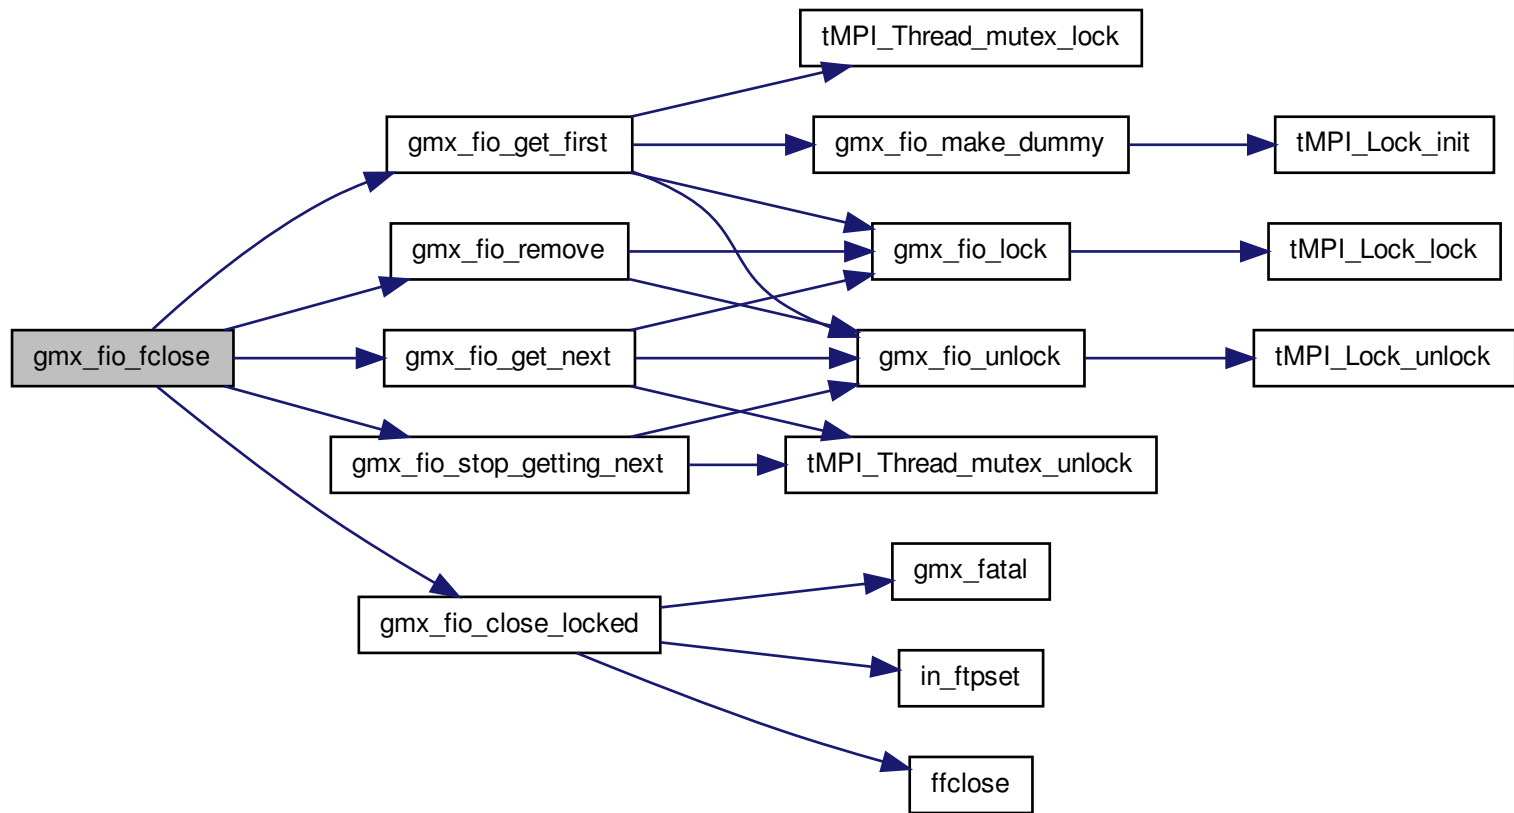 tMPI_Thread_mutex_lock
gmx_fio_get_first
gmx_fio_make_dummy
tMPI_Lock_init
gmx_fio_remove
gmx_fio_lock
tMPI_Lock_lock
gmx_fio_fclose
gmx_fio_get_next
gmx_fio_unlock
tMPI_Lock_unlock
gmx_fio_stop_getting_next
tMPI_Thread_mutex_unlock
gmx_fatal
gmx_fio_close_locked
in_ftpset
ffclose